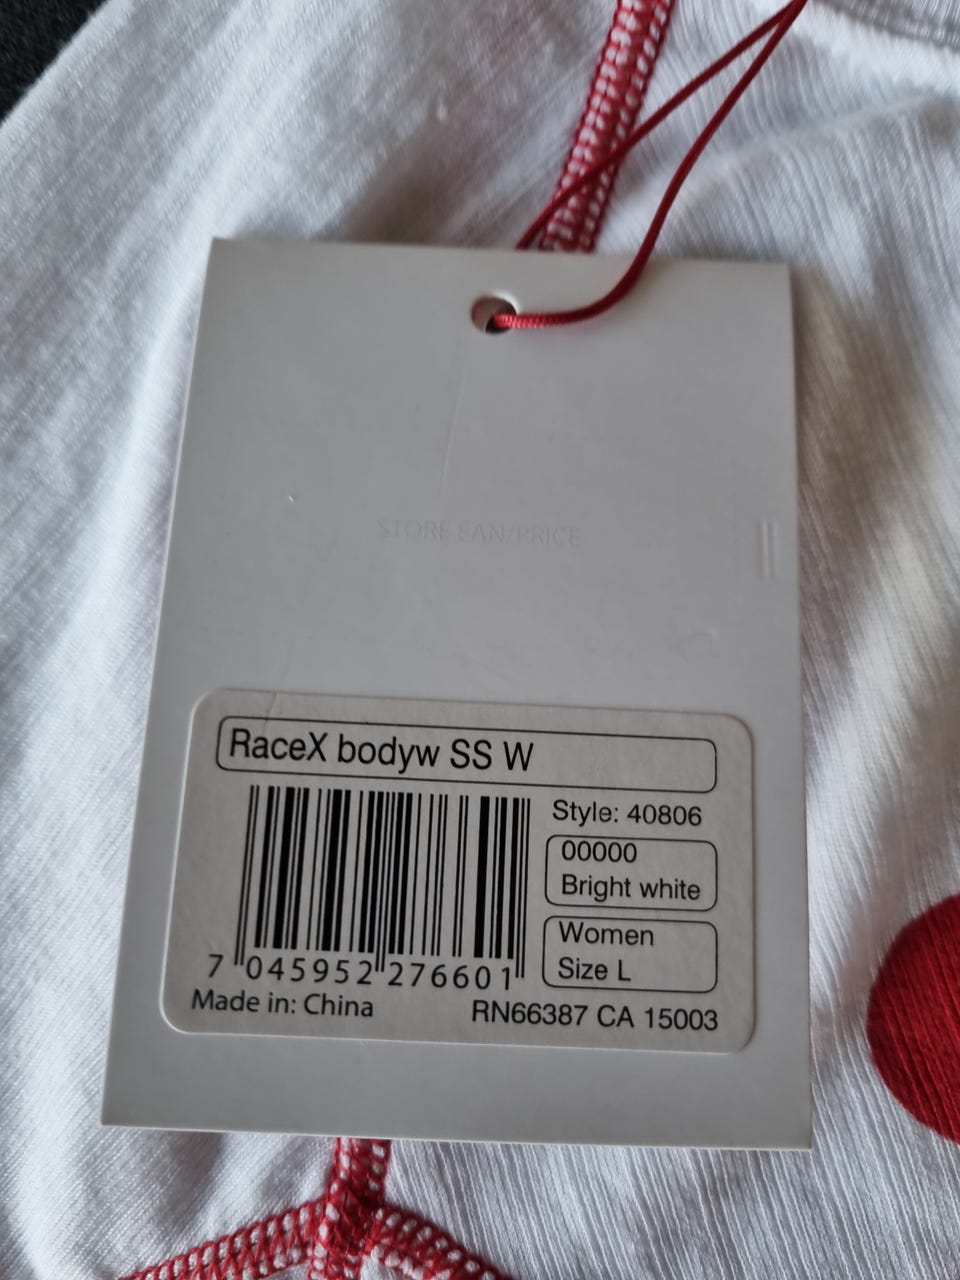 STORE EAN/PRICE
RaceX bodyw SS W
Style: 40806
00000
Bright white
Women
Size L
7 045952 276601
Made in: China
RN66387 CA 15003